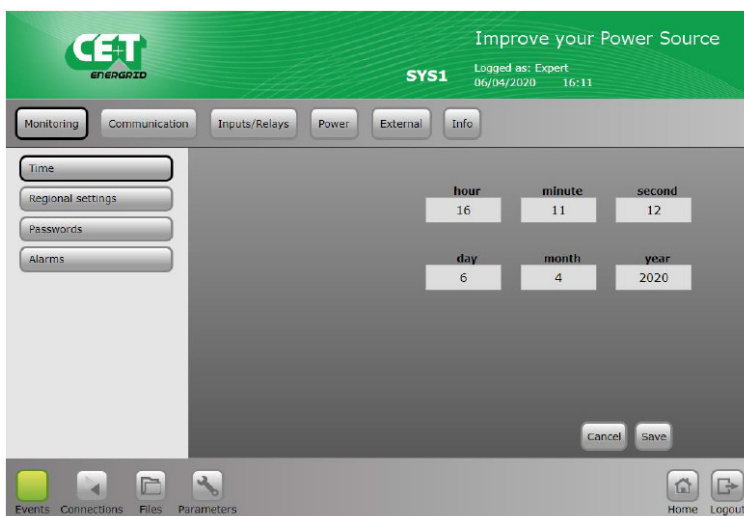 CE+T
ENERGRID
Improve your Power Source
SYS1
Logged as: Expert
06/04/2020 16:11
Monitoring Communication Inputs/Relays Power External Info
Time
Regional settings
Passwords
Alarms
hour minute second
16 11 12
day month year
6 4 2020
Cancel Save
Events Connections Files Parameters Home Logout